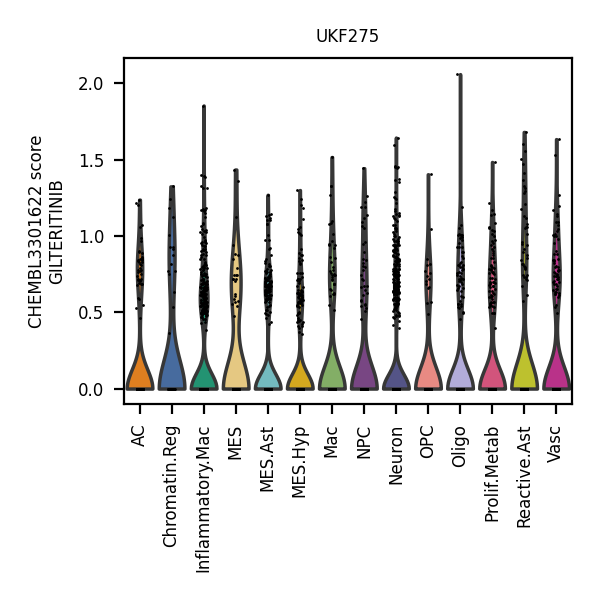 UKF275
CHEMBL3301622 score
GILTERITINIB
2.0
1.5
1.0
0.5
0.0
AC
Chromatin.Reg
Inflammatory.Mac
MES
MES.Ast
MES.Hyp
Mac
NPC
Neuron
OPC
Oligo
Prolif.Metab
Reactive.Ast
Vasc